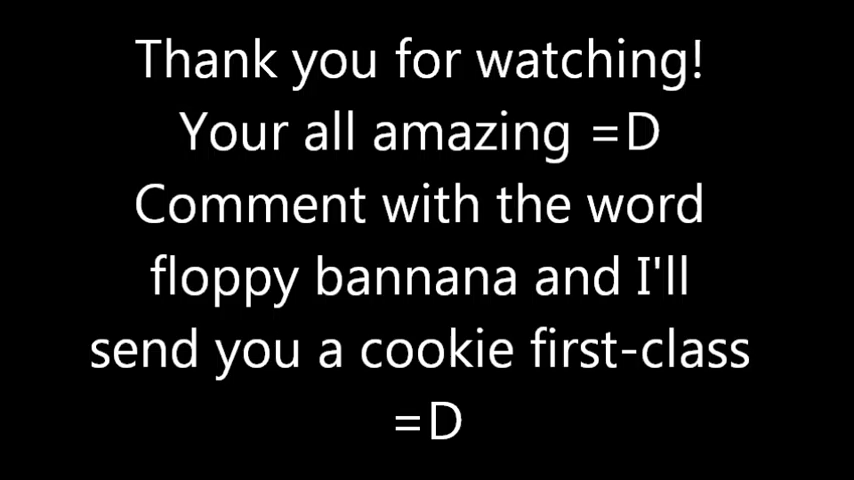 Thank you for watching!
Your all amazing =D
Comment with the word
floppy bannana and I'll
send you a cookie first-class
=D